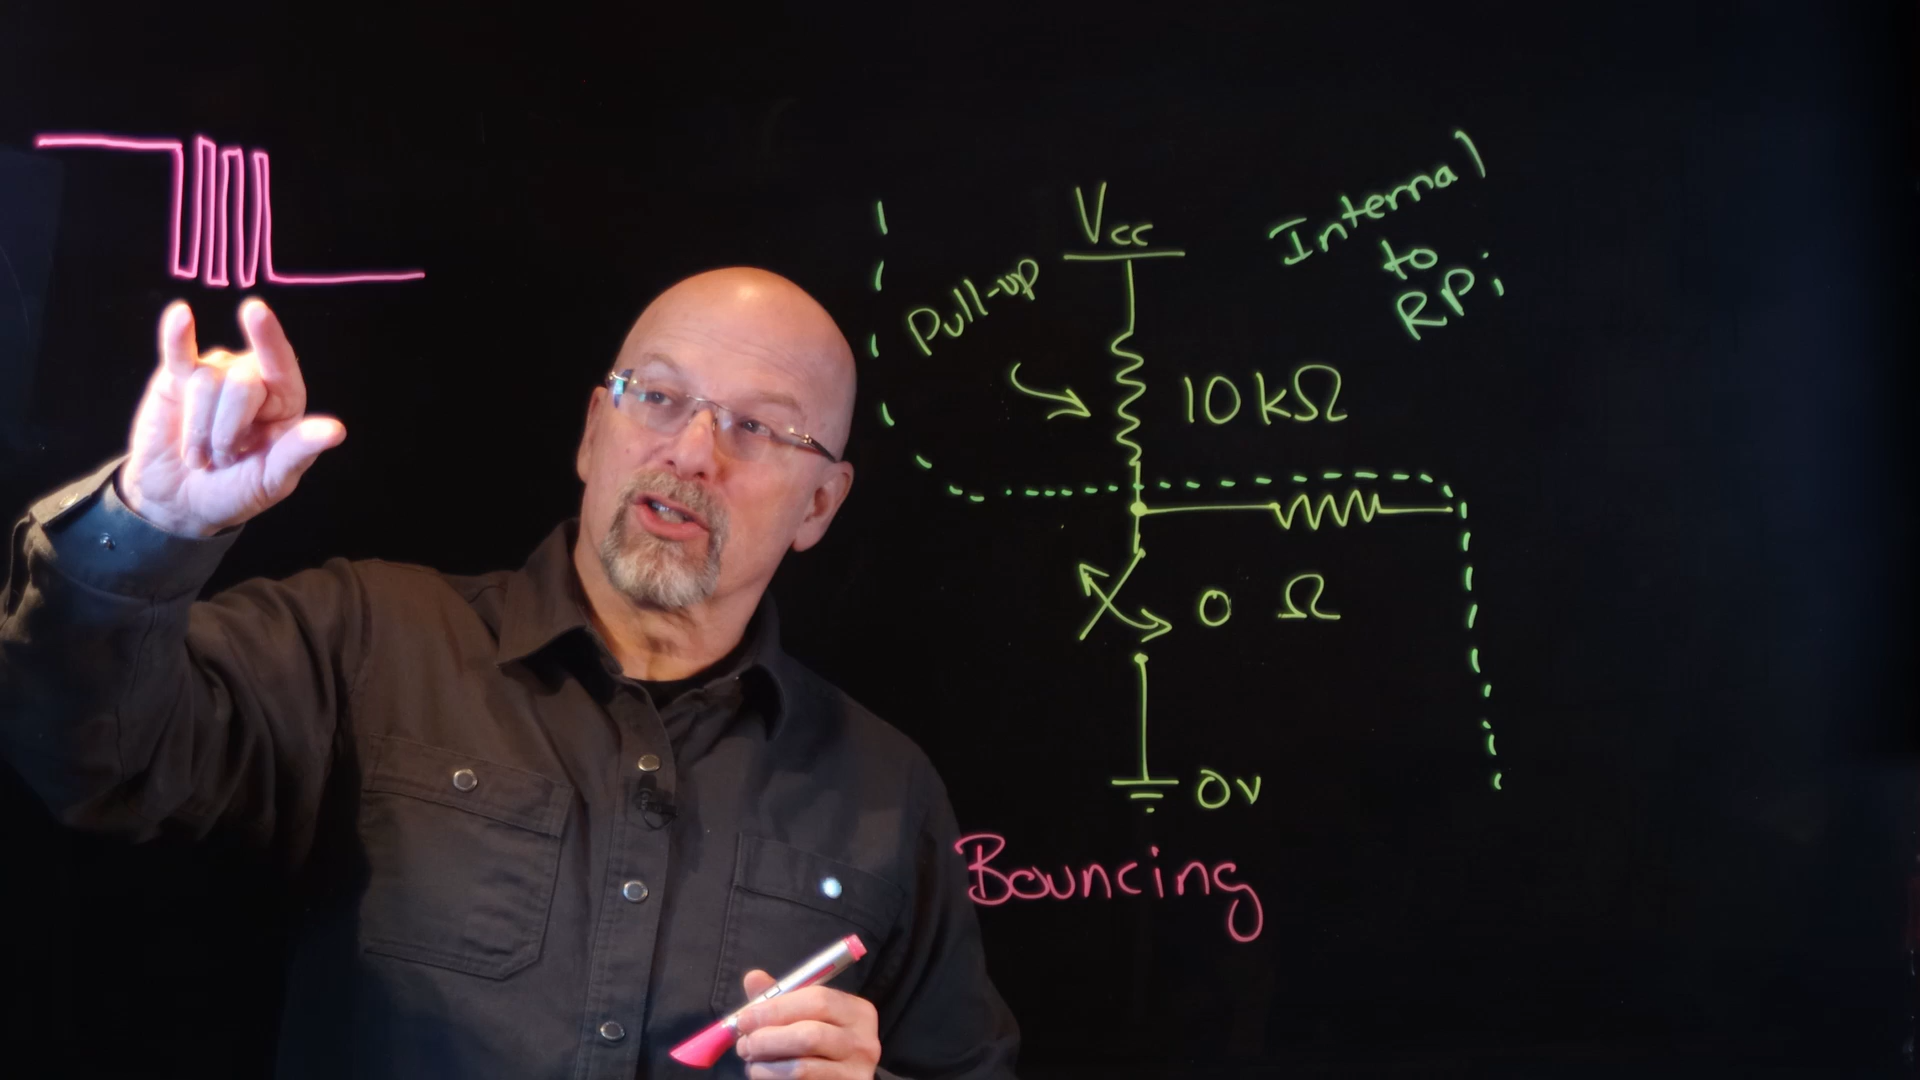 Vcc
Internal
to
RPi
Pull-up
10 kΩ
0 Ω
0v
Bouncing